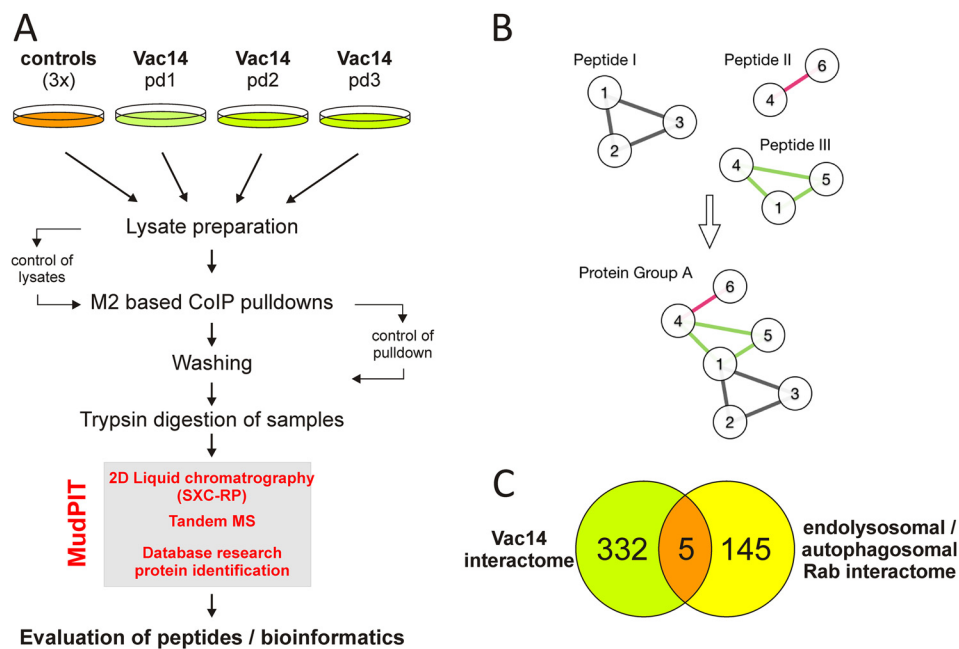 A
controls
(3x)
Vac14
pd1
Vac14
pd2
Vac14
pd3
Lysate preparation
control of
lysates
M2 based CoIP pulldowns
control of
pulldown
Washing
Trypsin digestion of samples
MudPIT
2D Liquid chromatrography
(SXC-RP)
Tandem MS
Database research
protein identification
Evaluation of peptides / bioinformatics
B
Peptide I
1
3
2
Peptide II
6
4
Peptide III
4
5
1
Protein Group A
6
4
5
1
3
2
C
Vac14
interactome
332
5
145
endolysosomal /
autophagosomal
Rab interactome